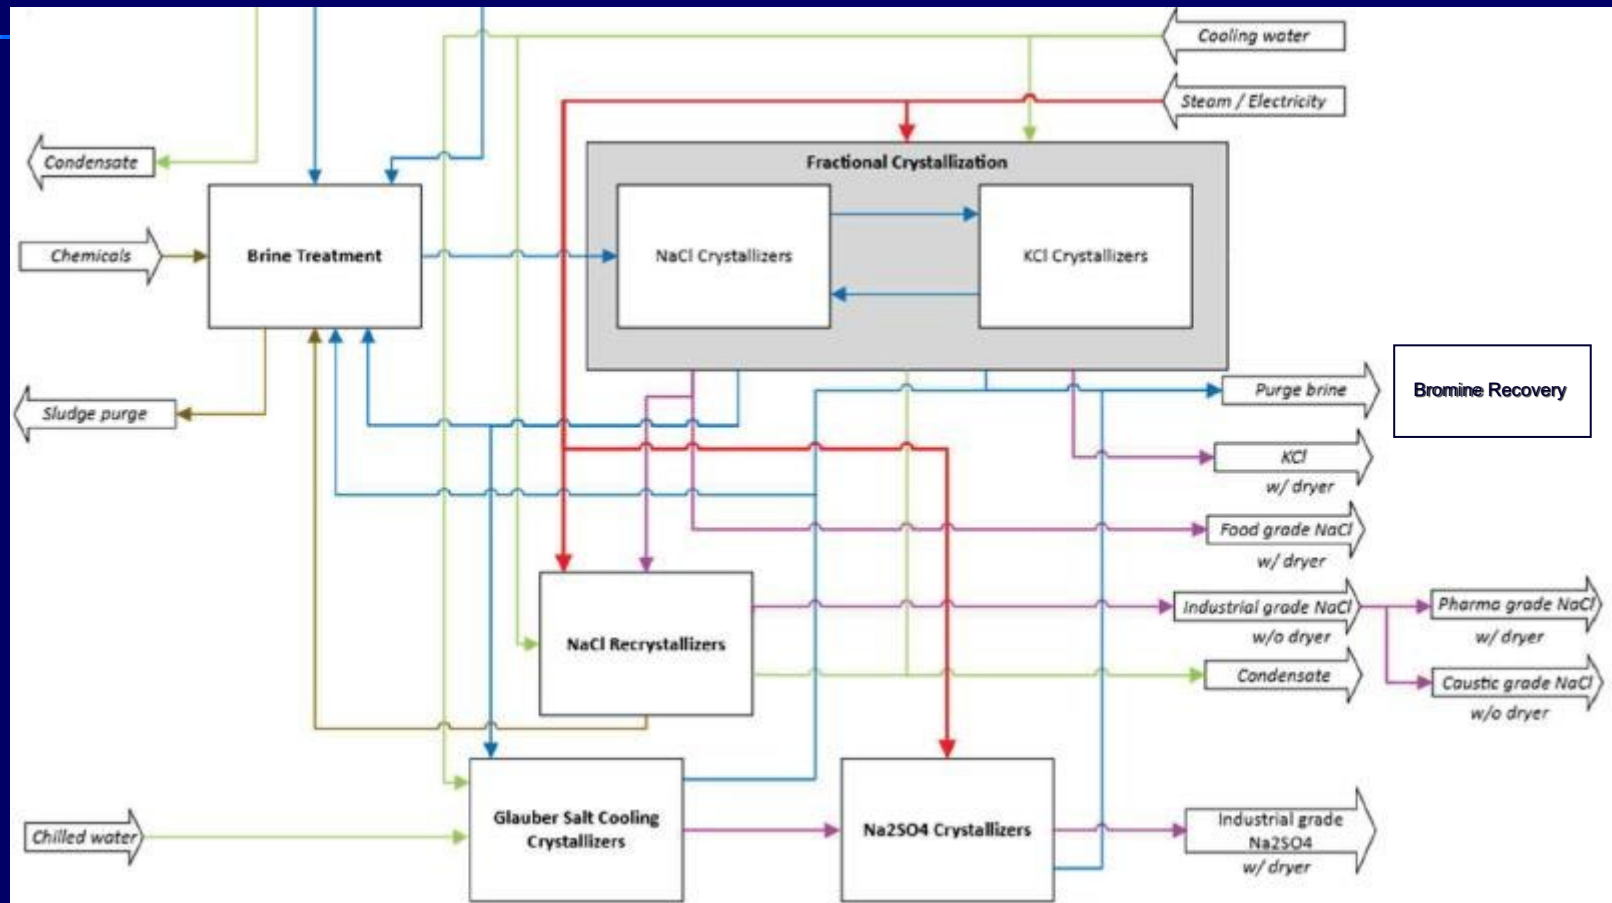 Cooling water
Steam / Electricity
Condensate
Fractional Crystallization
Chemicals
Brine Treatment
NaCl Crystallizers
KCl Crystallizers
Sludge purge
Purge brine
Bromine Recovery
KCl
w/ dryer
Food grade NaCl
w/ dryer
Industrial grade NaCl
w/o dryer
Pharma grade NaCl
w/ dryer
NaCl Recrystallizers
Condensate
Caustic grade NaCl
w/o dryer
Chilled water
Glauber Salt Cooling
Crystallizers
Na2SO4 Crystallizers
Industrial grade
Na2SO4
w/ dryer